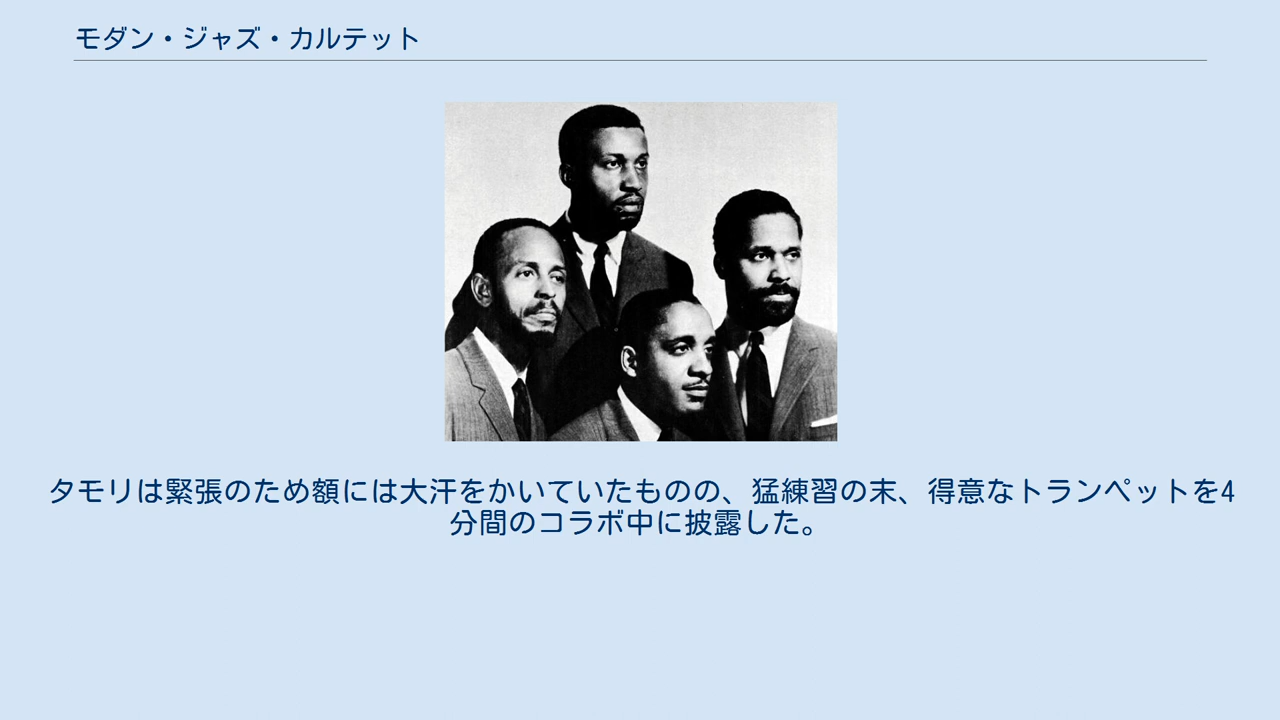 モダン・ジャズ・カルテット
タモリは緊張のため額には大汗をかいていたものの、猛練習の末、得意なトランペットを4
分間のコラボ中に披露した。